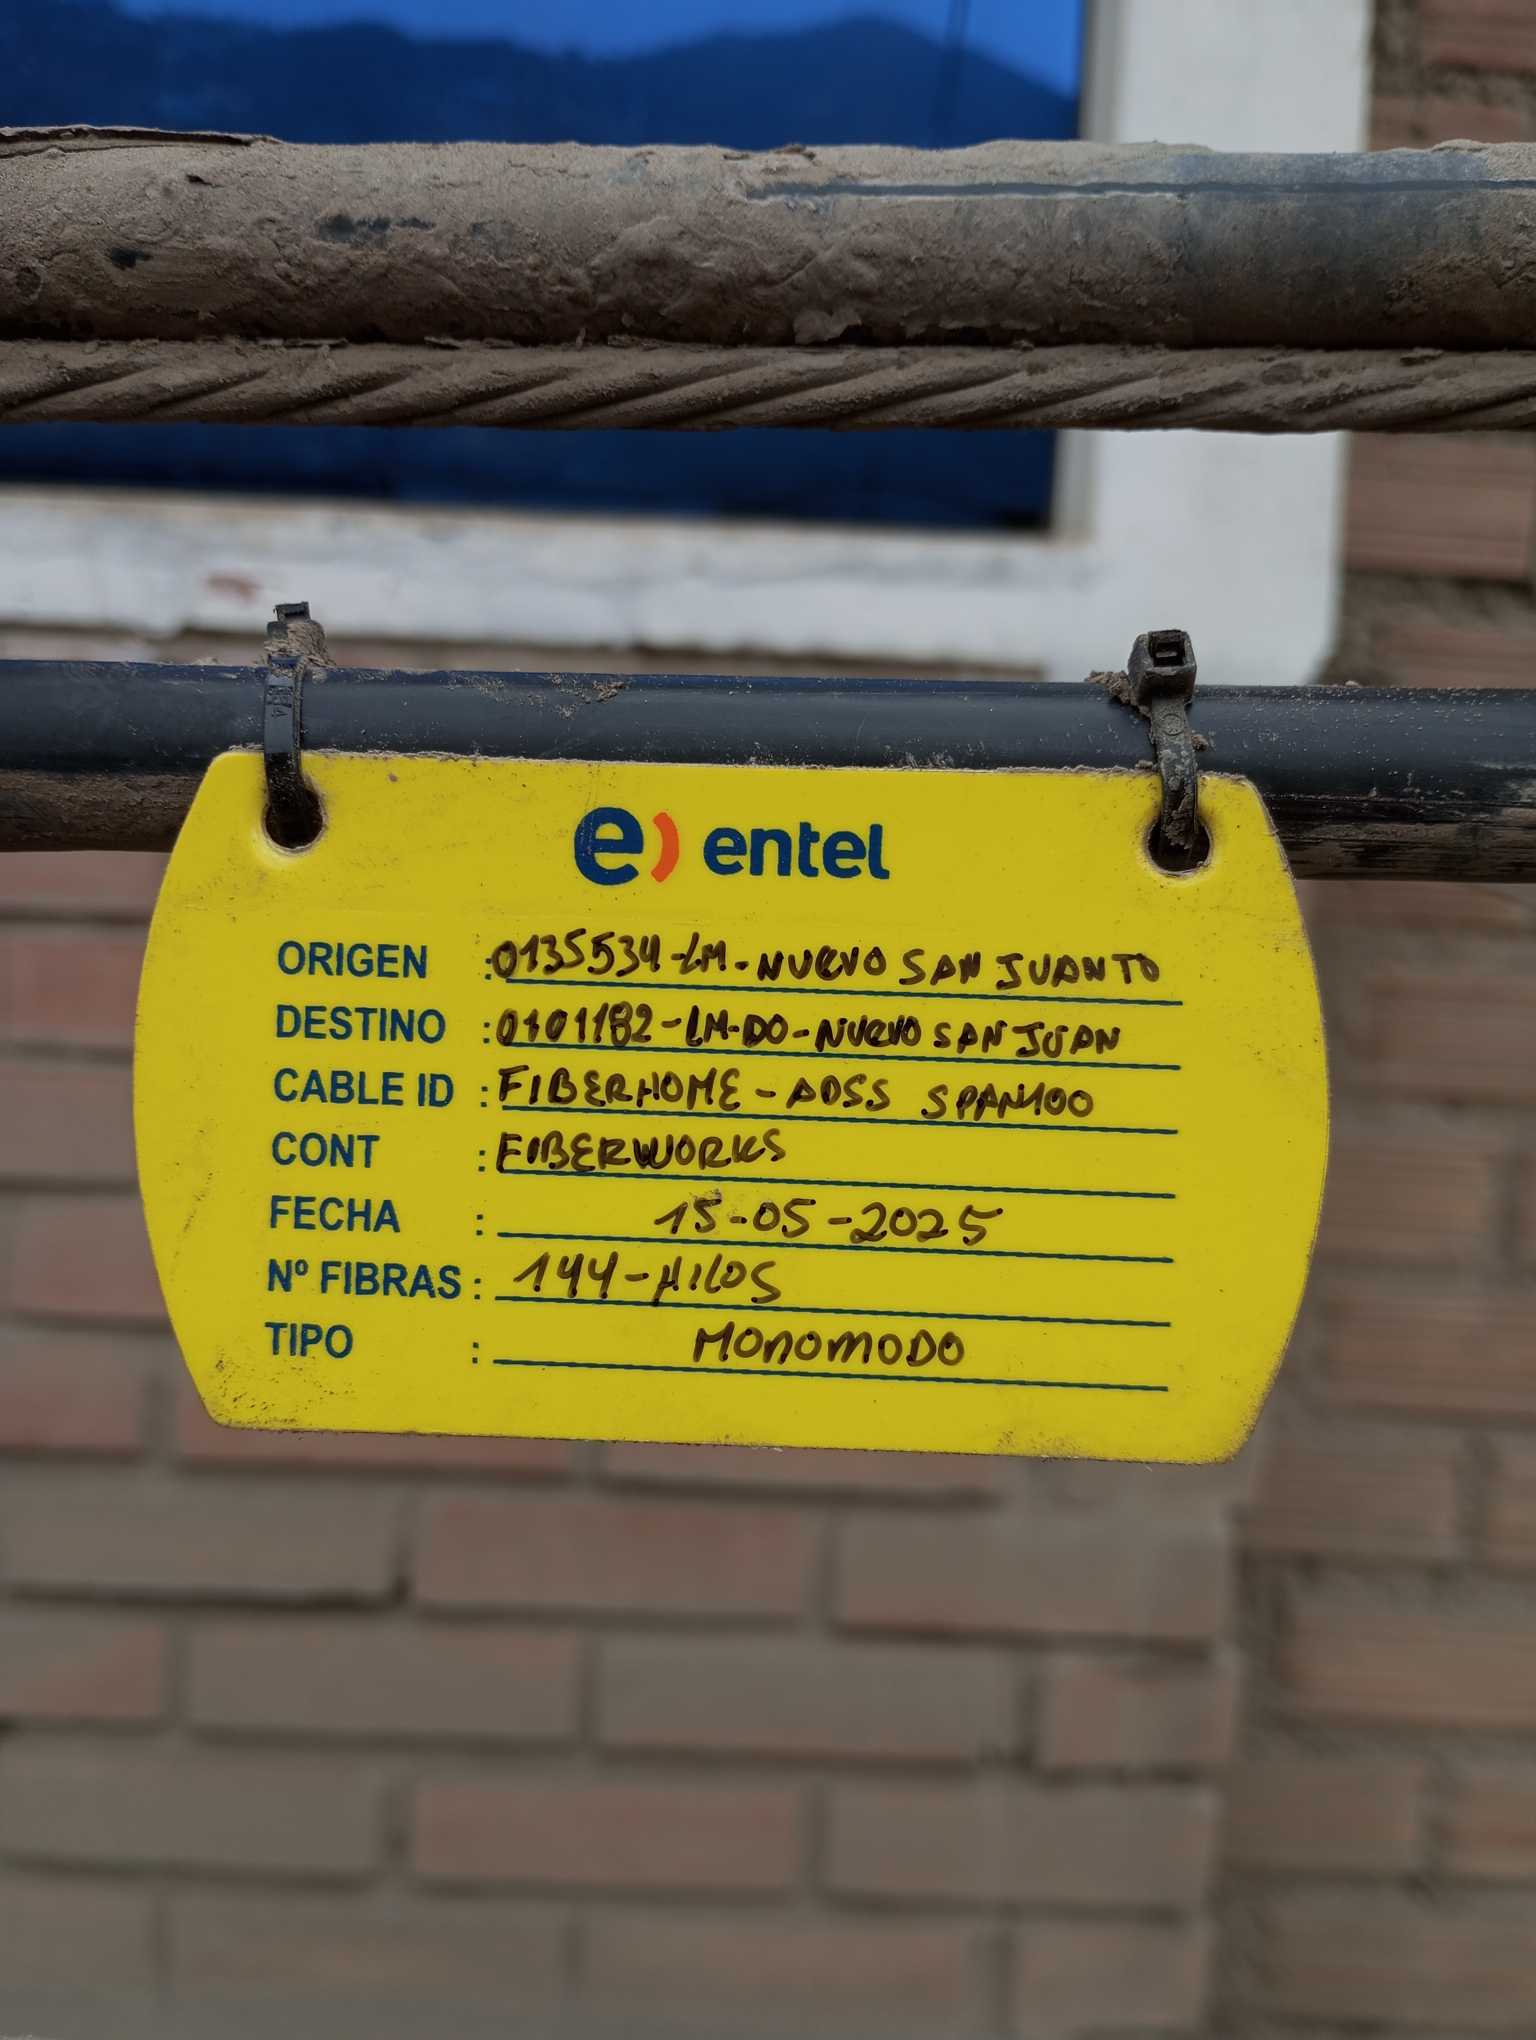 e) entel
ORIGEN : 0135534-LM-NUEVO SAN JUANTO
DESTINO : 0101182-LM-DO-NUEVO SAN JUAN
CABLE ID : FIBERHOME-ADSS SPAN100
CONT : FIBERWORKS
FECHA : 15-05-2025
Nº FIBRAS : 144-HILOS
TIPO : MONOMODO